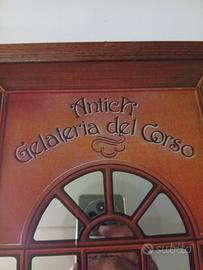 Antica
Gelateria del Corso
subito